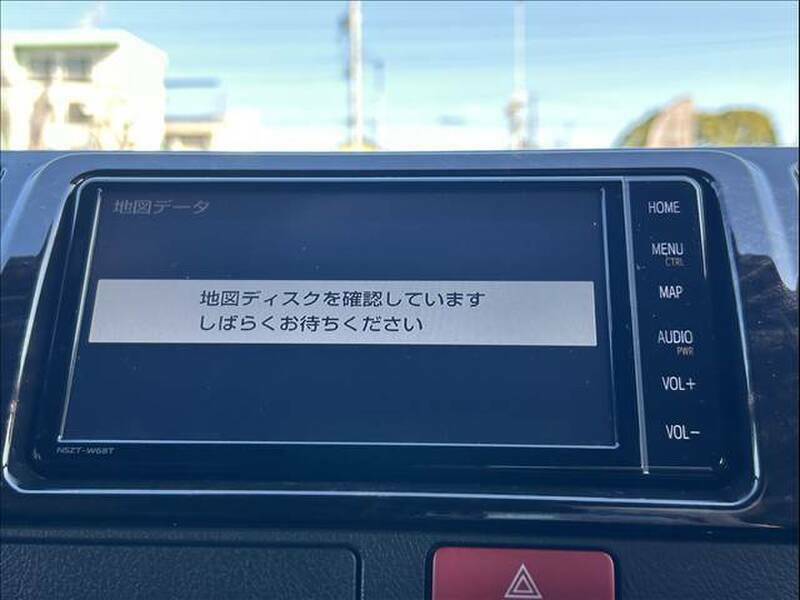 地図データ
地図ディスクを確認しています
しばらくお待ちください
HOME
MENU
CTRL
MAP
AUDIO
PWR
VOL+
VOL−
NSZT-W68T